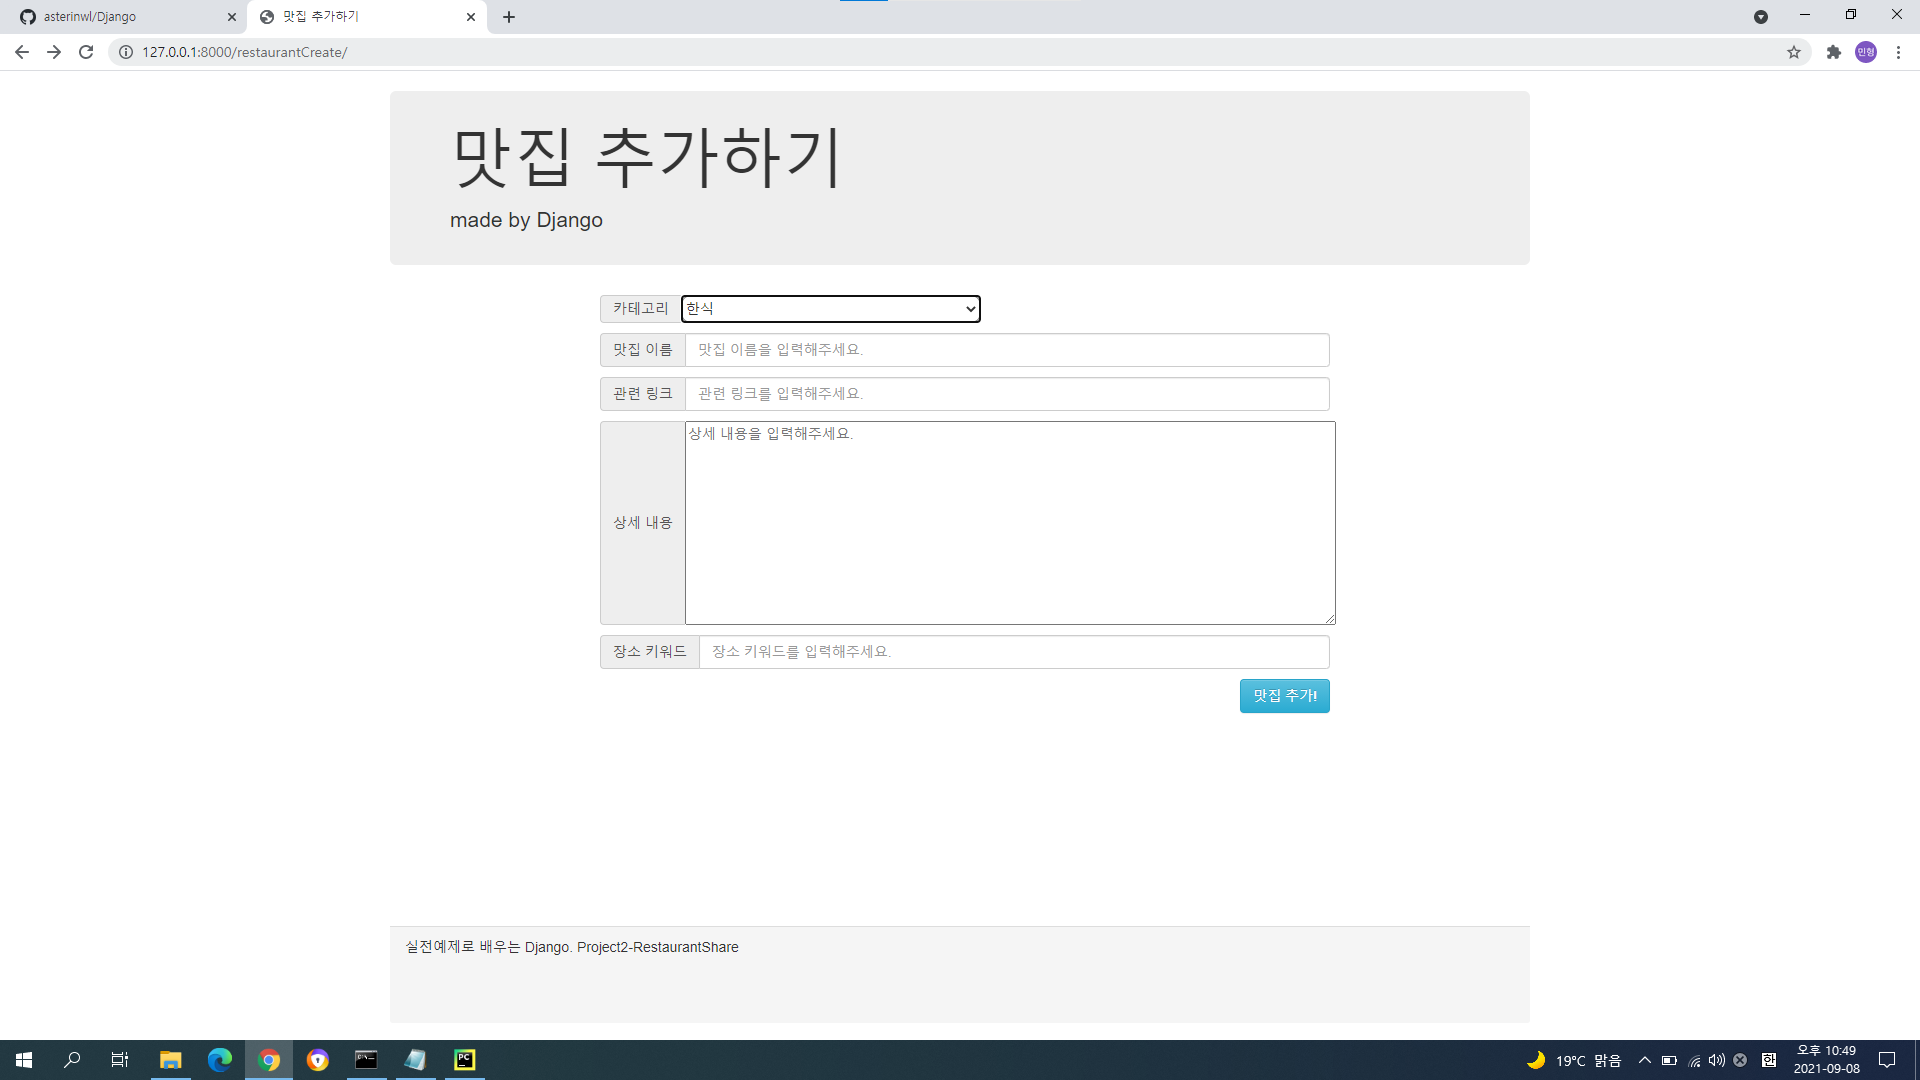 asterinwl/Django
맛집 추가하기
127.0.0.1:8000/restaurantCreate/
민형
맛집 추가하기
made by Django
카테고리 한식
맛집 이름 맛집 이름을 입력해주세요.
관련 링크 관련 링크를 입력해주세요.
상세 내용을 입력해주세요.
상세 내용
장소 키워드 장소 키워드를 입력해주세요.
맛집 추가!
실전예제로 배우는 Django. Project2-RestaurantShare
PC
19°C 맑음
한
오후 10:49
2021-09-08